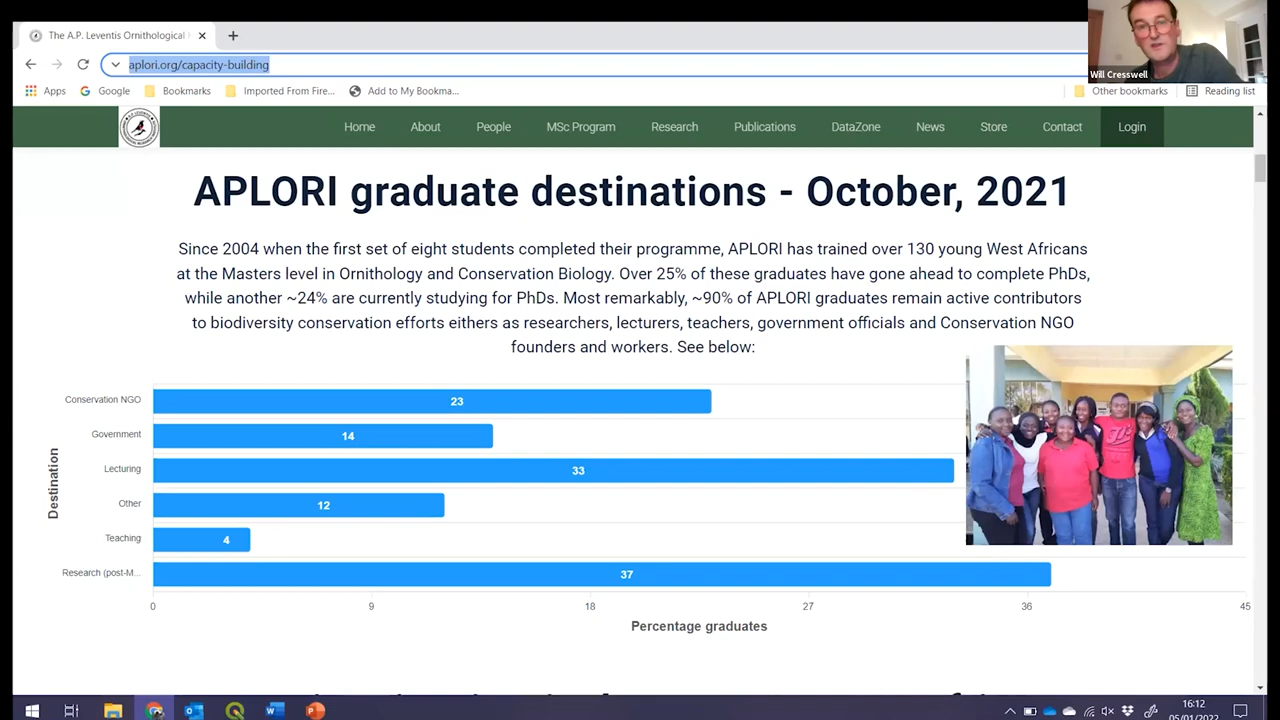 The A.P. Leventis Ornithological
aplori.org/capacity-building
Apps
Google
Bookmarks
Imported From Fire...
Add to My Bookma...
Other bookmarks
Reading list
Will Cresswell
Home
About
People
MSc Program
Research
Publications
DataZone
News
Store
Contact
Login
APLORI graduate destinations - October, 2021
Since 2004 when the first set of eight students completed their programme, APLORI has trained over 130 young West Africans
at the Masters level in Ornithology and Conservation Biology. Over 25% of these graduates have gone ahead to complete PhDs,
while another ~24% are currently studying for PhDs. Most remarkably, ~90% of APLORI graduates remain active contributors
to biodiversity conservation efforts eithers as researchers, lecturers, teachers, government officials and Conservation NGO
founders and workers. See below:
Destination
Conservation NGO 23
Government 14
Lecturing 33
Other 12
Teaching 4
Research (post-M... 37
0 9 18 27 36 45
Percentage graduates
16:12
05/01/2022